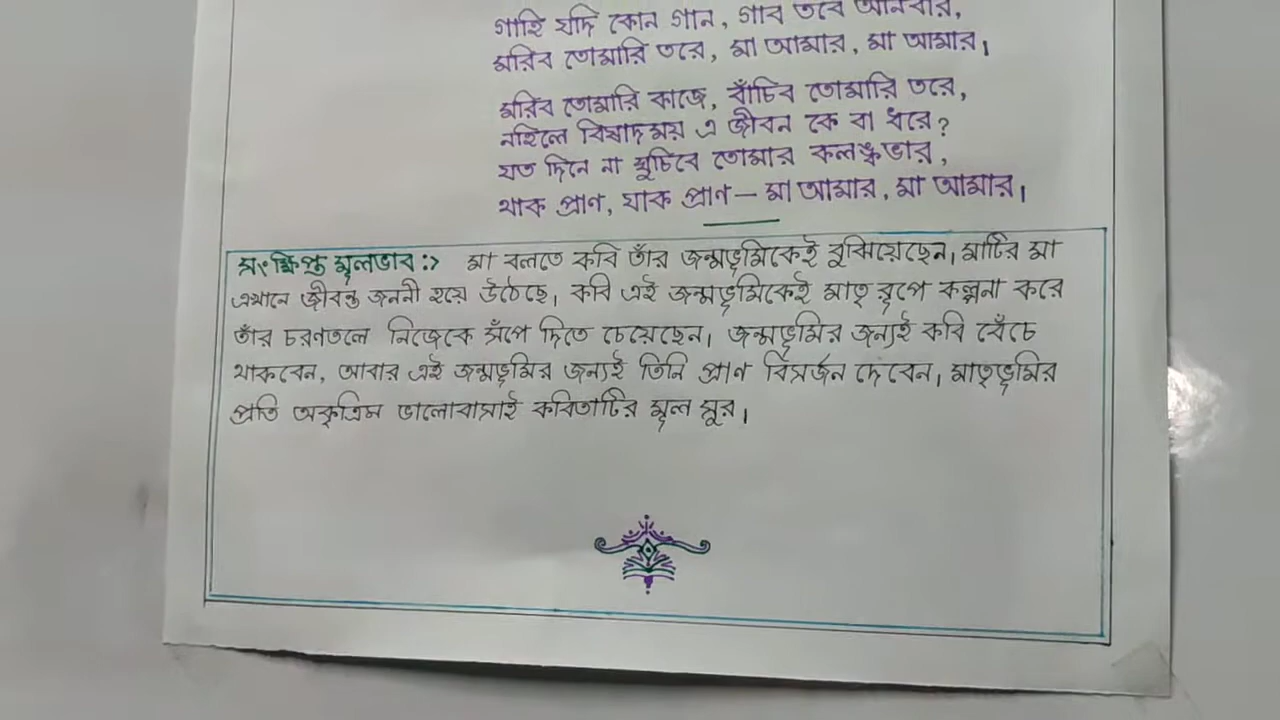 গাহি যদি কোন গান, গাব তবে অনিবার,
মরিব তোমারি তরে, মা আমার, মা আমার।
মরিব তোমারি কাজে, বাঁচিব তোমারি তরে,
নহিলে বিষাদময় এ জীবন কে বা ধরে?
যত দিনে না ঘুচিবে তোমার কলঙ্কভার,
থাক প্রাণ, যাক প্রাণ— মা আমার, মা আমার।
সংক্ষিপ্ত মূলভাব:> মা বলতে কবি তাঁর জন্মভূমিকেই বুঝিয়েছেন। মাটির মা
এখানে জীবন্ত জননী হয়ে উঠেছে। কবি এই জন্মভূমিকেই মাতৃ রূপে কল্পনা করে
তাঁর চরণতলে নিজেকে সঁপে দিতে চেয়েছেন। জন্মভূমির জন্যই কবি বেঁচে
থাকবেন, আবার এই জন্মভূমির জন্যই তিনি প্রাণ বিসর্জন দেবেন। মাতৃভূমির
প্রতি অকৃত্রিম ভালোবাসাই কবিতাটির মূল সুর।